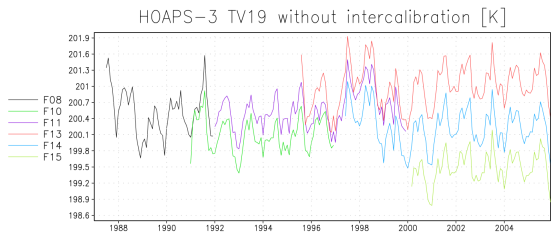 HOAPS-3 TV19 without intercalibration [K]
201.9
201.6
201.3
201
200.7
200.4
200.1
199.8
199.5
199.2
198.9
198.6
F08
F10
F11
F13
F14
F15
1988 1990 1992 1994 1996 1998 2000 2002 2004